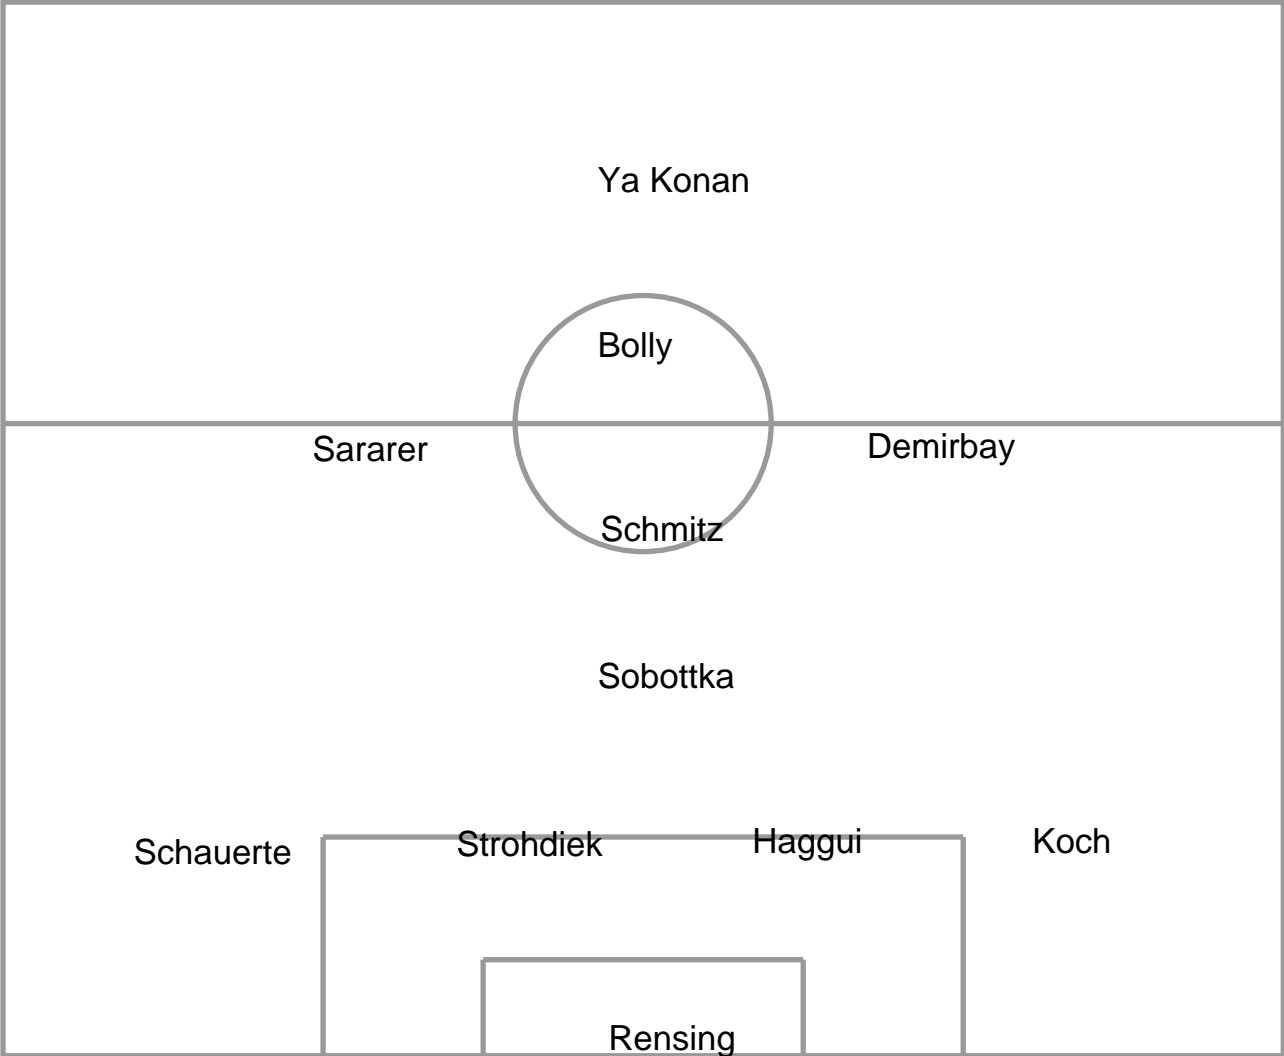 Ya Konan
Bolly
Sararer
Demirbay
Schmitz
Sobottka
Schauerte
Strohdiek
Haggui
Koch
Rensing